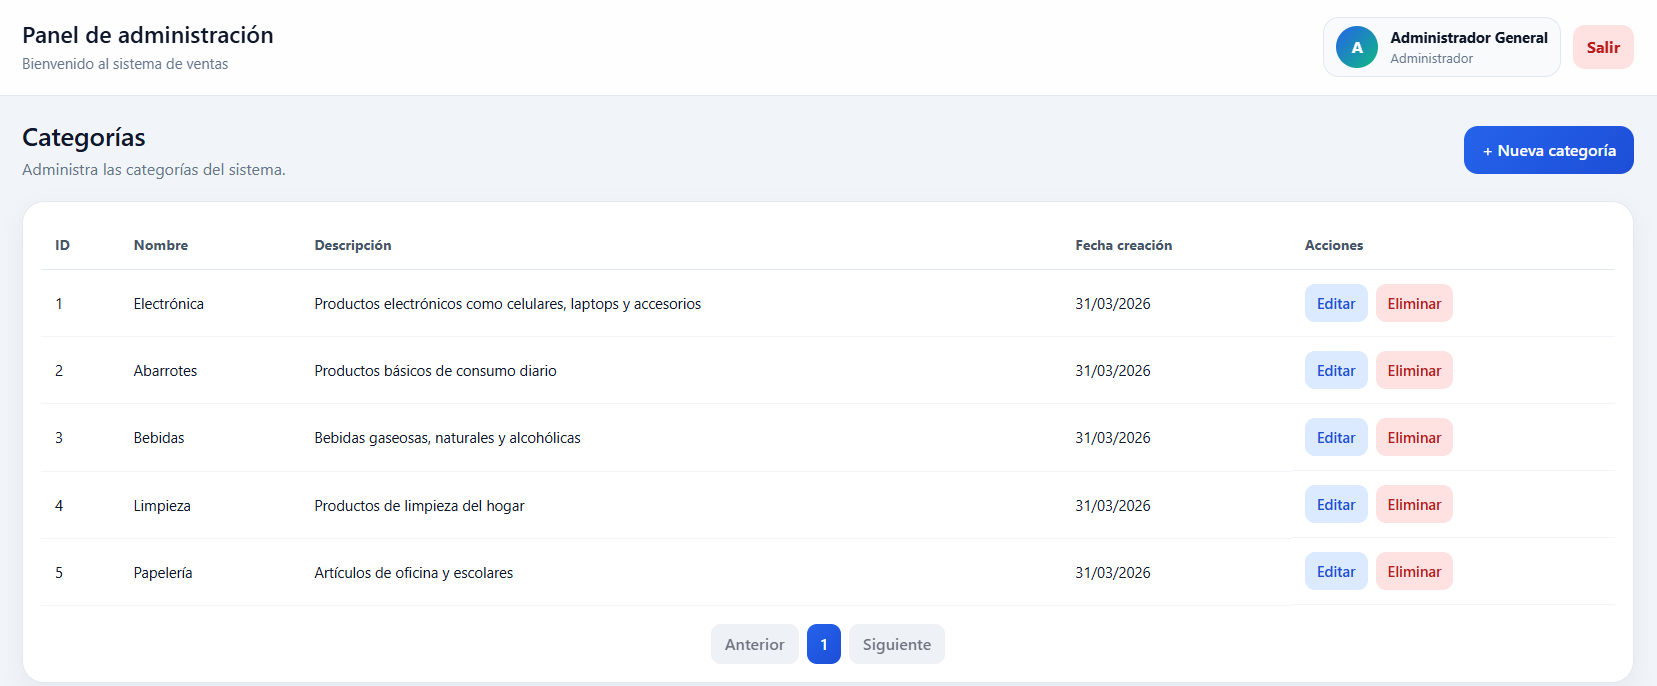 Panel de administración
Bienvenido al sistema de ventas
A
Administrador General
Administrador
Salir
Categorías
Administra las categorías del sistema.
+ Nueva categoría
ID Nombre Descripción Fecha creación Acciones
1 Electrónica Productos electrónicos como celulares, laptops y accesorios 31/03/2026 Editar Eliminar
2 Abarrotes Productos básicos de consumo diario 31/03/2026 Editar Eliminar
3 Bebidas Bebidas gaseosas, naturales y alcohólicas 31/03/2026 Editar Eliminar
4 Limpieza Productos de limpieza del hogar 31/03/2026 Editar Eliminar
5 Papelería Artículos de oficina y escolares 31/03/2026 Editar Eliminar
Anterior 1 Siguiente